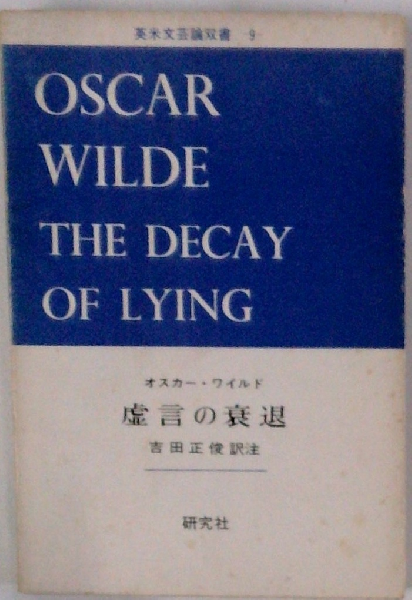 英米文芸論双書 9
OSCAR
WILDE
THE DECAY
OF LYING
オスカー・ワイルド
虚言の衰退
吉田正俊訳注
研究社